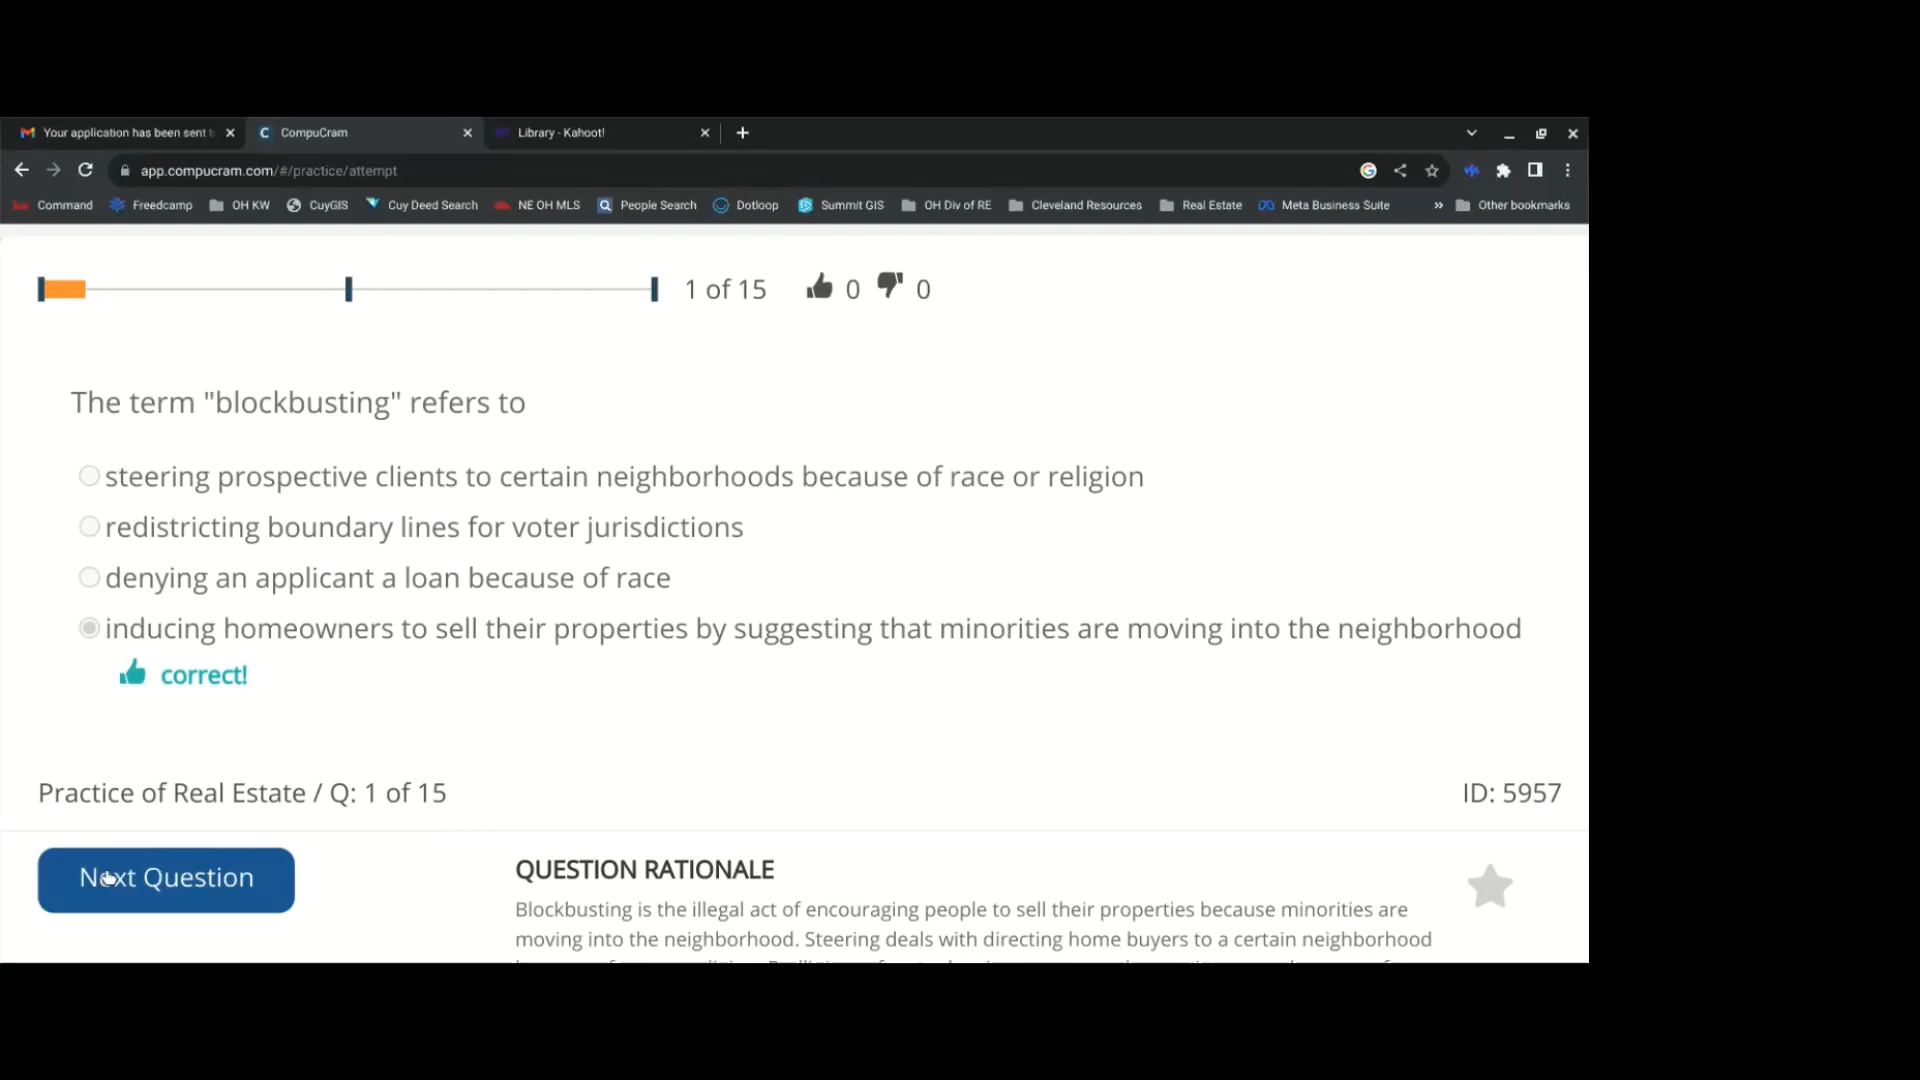 Your application has been sent t
CompuCram
Library - Kahoot!
app.compucram.com/#/practice/attempt
Command
Freedcamp
OH KW
CuyGIS
Cuy Deed Search
NE OH MLS
People Search
Dotloop
Summit GIS
OH Div of RE
Cleveland Resources
Real Estate
Meta Business Suite
»
Other bookmarks
1 of 15
0
0
The term "blockbusting" refers to
steering prospective clients to certain neighborhoods because of race or religion
redistricting boundary lines for voter jurisdictions
denying an applicant a loan because of race
inducing homeowners to sell their properties by suggesting that minorities are moving into the neighborhood
correct!
Practice of Real Estate / Q: 1 of 15
ID: 5957
Next Question
QUESTION RATIONALE
Blockbusting is the illegal act of encouraging people to sell their properties because minorities are
moving into the neighborhood. Steering deals with directing home buyers to a certain neighborhood